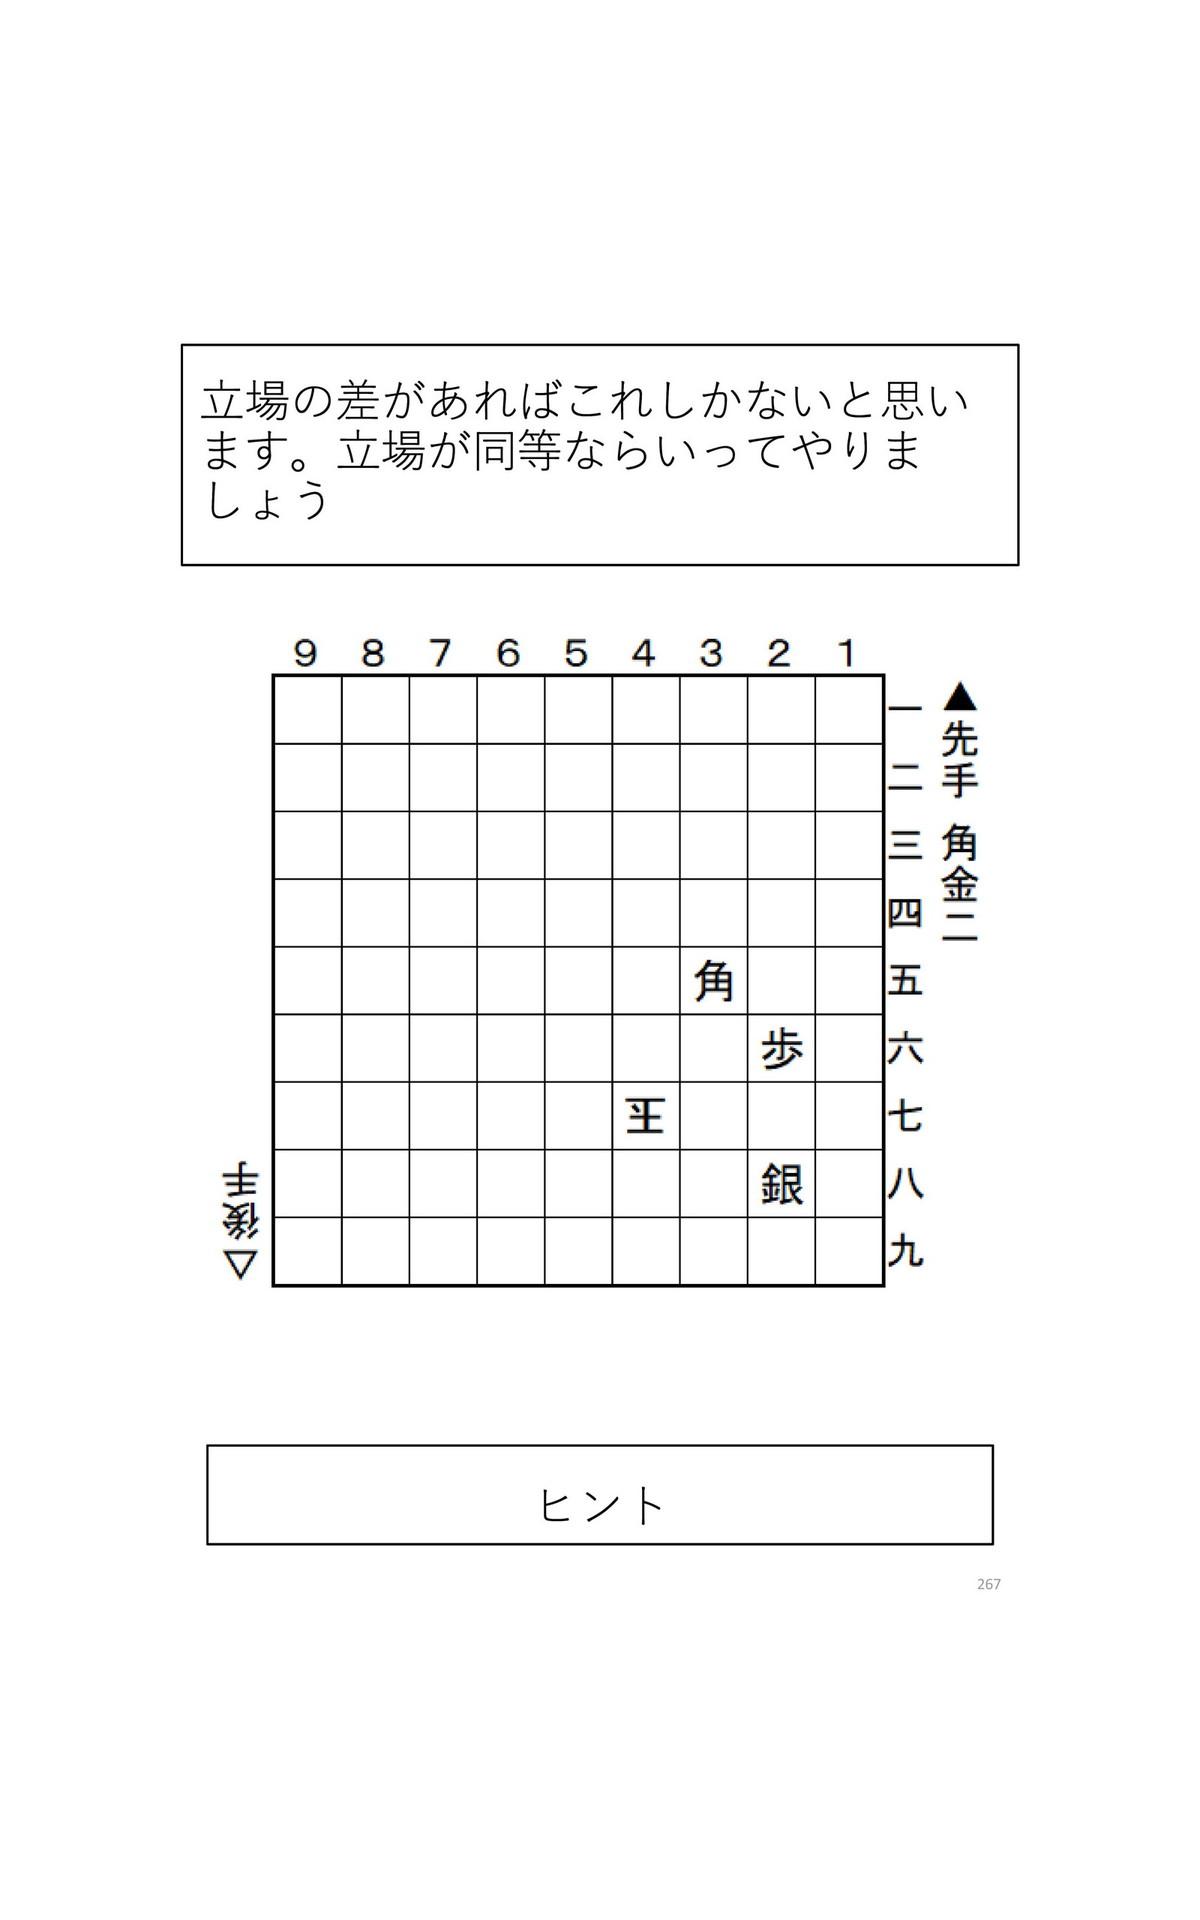 立場の差があればこれしかないと思い
ます。立場が同等ならいってやりま
しょう
9 8 7 6 5 4 3 2 1
一
二
三
四
五 角
六 歩
七 王
八 銀
九
▲先手 角金二
△後手
ヒント
267